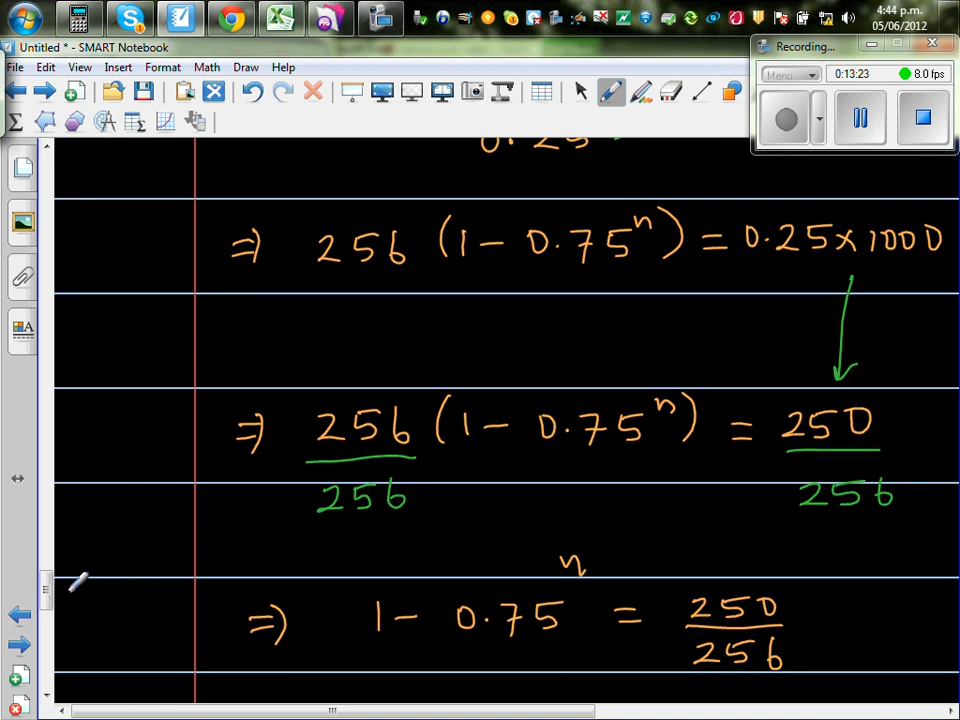 4:44 p.m.
05/06/2012
Untitled * - SMART Notebook
Recording...
File Edit View Insert Format Math Draw Help
Menu
0:13:23
8.0 fps
0.25
⇒ 256 (1 - 0.75ⁿ) = 0.25 x 1000
⇒ 256 (1 - 0.75ⁿ) = 250
256 256
⇒ 1 - 0.75ⁿ = 250
256